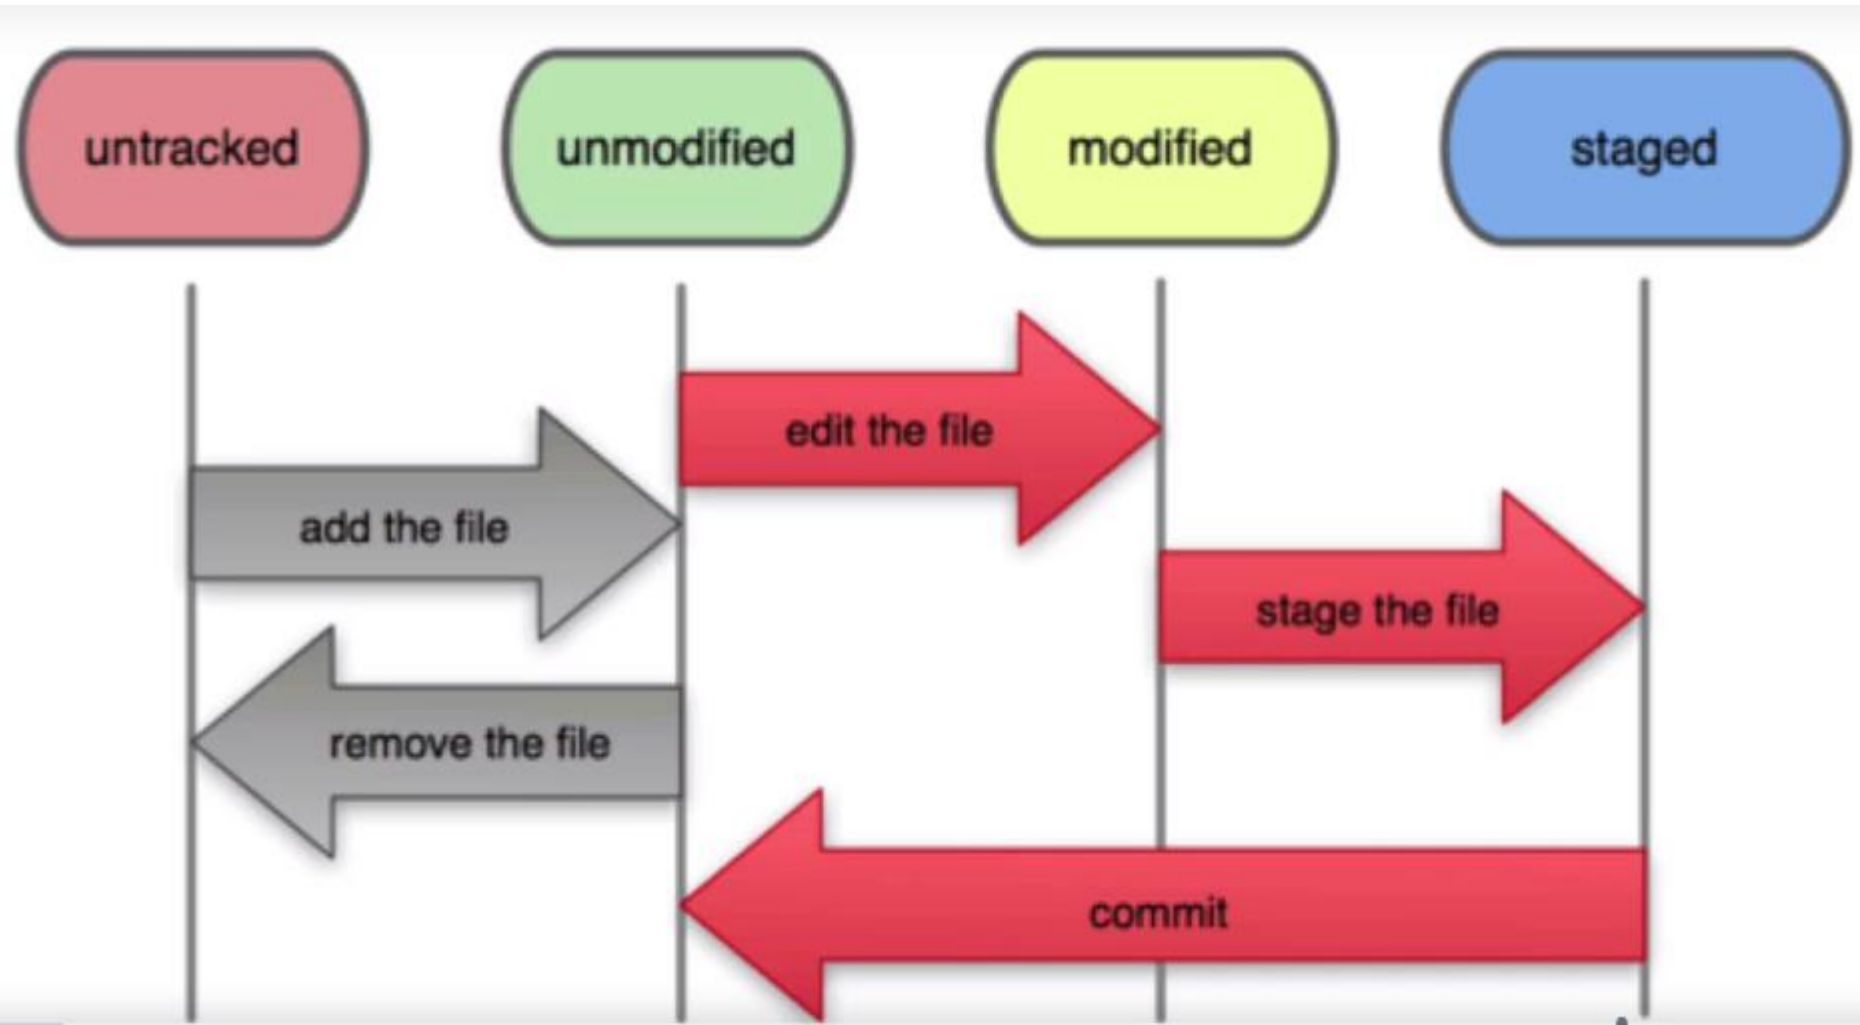 untracked
unmodified
modified
staged
edit the file
add the file
stage the file
remove the file
commit